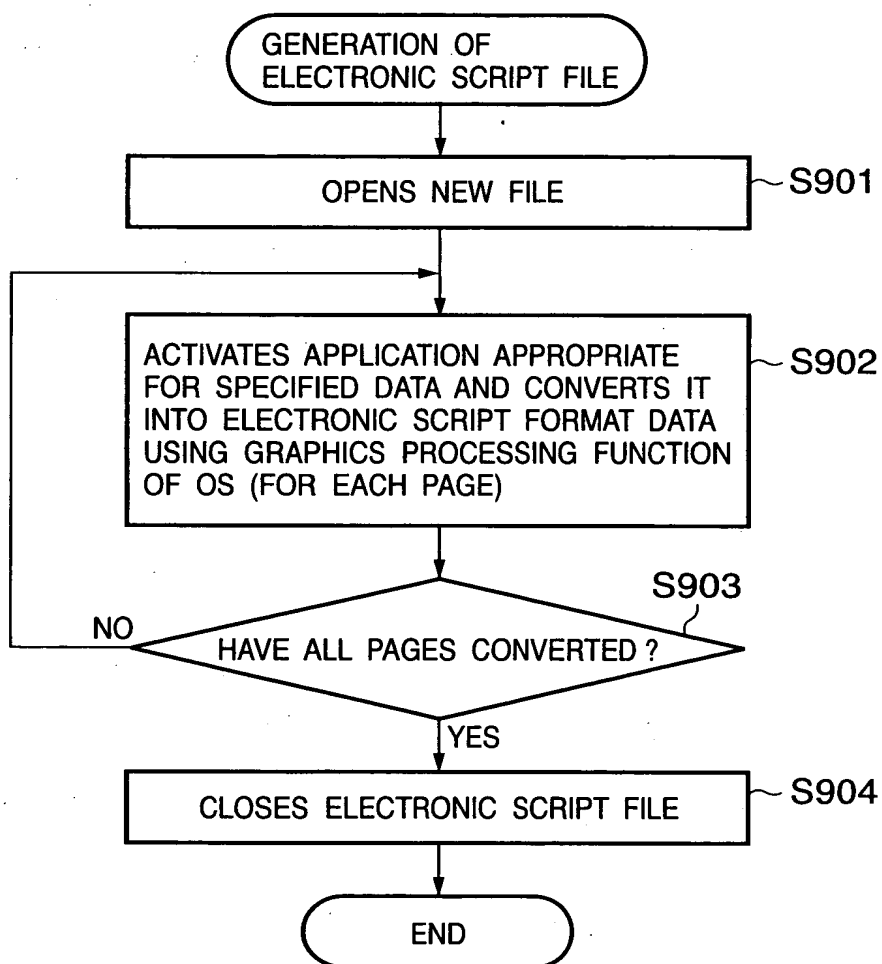 GENERATION OF
ELECTRONIC SCRIPT FILE
OPENS NEW FILE
S901
ACTIVATES APPLICATION APPROPRIATE
FOR SPECIFIED DATA AND CONVERTS IT
INTO ELECTRONIC SCRIPT FORMAT DATA
USING GRAPHICS PROCESSING FUNCTION
OF OS (FOR EACH PAGE)
S902
S903
NO
HAVE ALL PAGES CONVERTED ?
YES
CLOSES ELECTRONIC SCRIPT FILE
S904
END